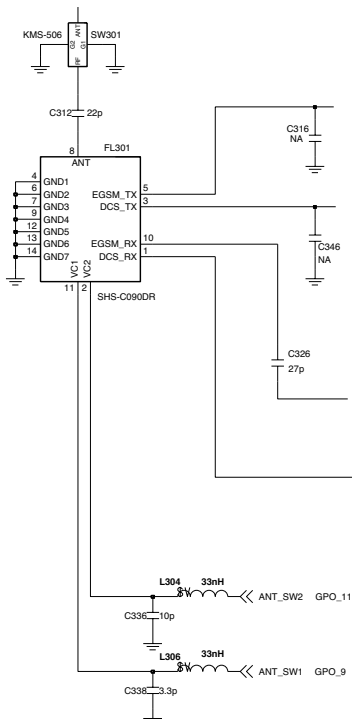 ANT
KMS-506
SW301
G2
G1
RF
C312
22p
8
FL301
ANT
4
GND1
6
GND2
7
GND3
9
GND4
12
GND5
13
GND6
14
GND7
EGSM_TX
5
DCS_TX
3
EGSM_RX
10
DCS_RX
1
VC1
VC2
11
2
SHS-C090DR
C316
NA
C346
NA
C326
27p
L304
33nH
ANT_SW2
GPO_11
C336
10p
L306
33nH
ANT_SW1
GPO_9
C338
3.3p